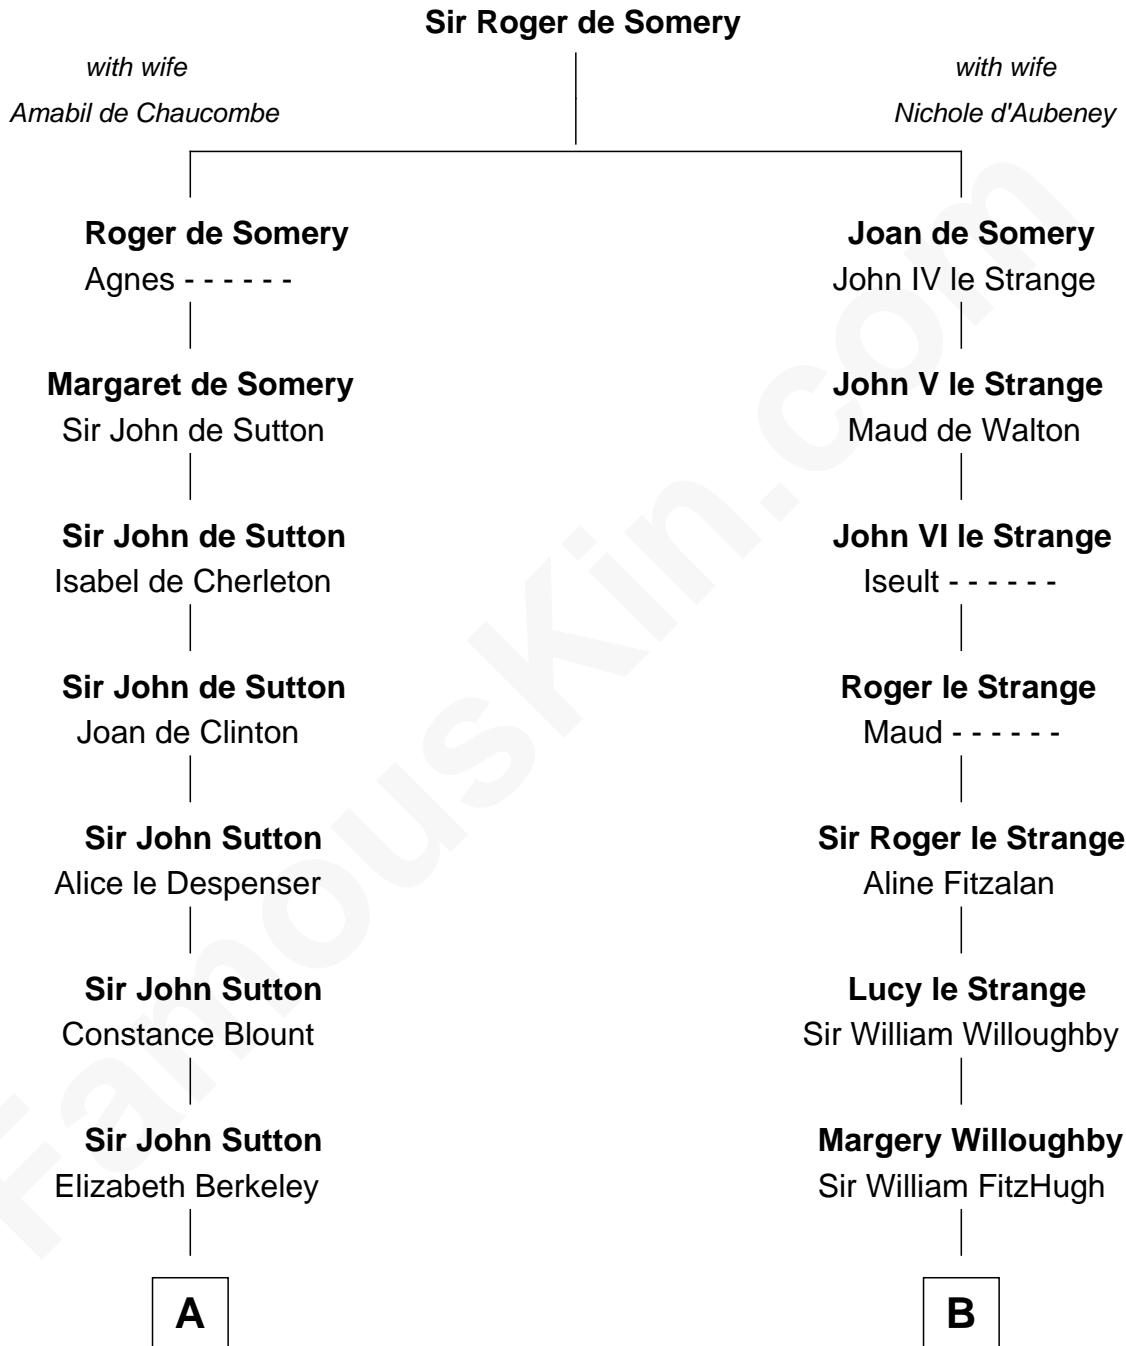 Sir Roger de Somery
with wife
Amabil de Chaucombe
with wife
Nichole d'Aubeney
Roger de Somery
Agnes - - - - - -
Joan de Somery
John IV le Strange
Margaret de Somery
Sir John de Sutton
John V le Strange
Maud de Walton
Sir John de Sutton
Isabel de Cherleton
John VI le Strange
Iseult - - - - - -
Sir John de Sutton
Joan de Clinton
Roger le Strange
Maud - - - - - -
Sir John Sutton
Alice le Despenser
Sir Roger le Strange
Aline Fitzalan
Sir John Sutton
Constance Blount
Lucy le Strange
Sir William Willoughby
Sir John Sutton
Elizabeth Berkeley
Margery Willoughby
Sir William FitzHugh
A
B
FamousKin.com